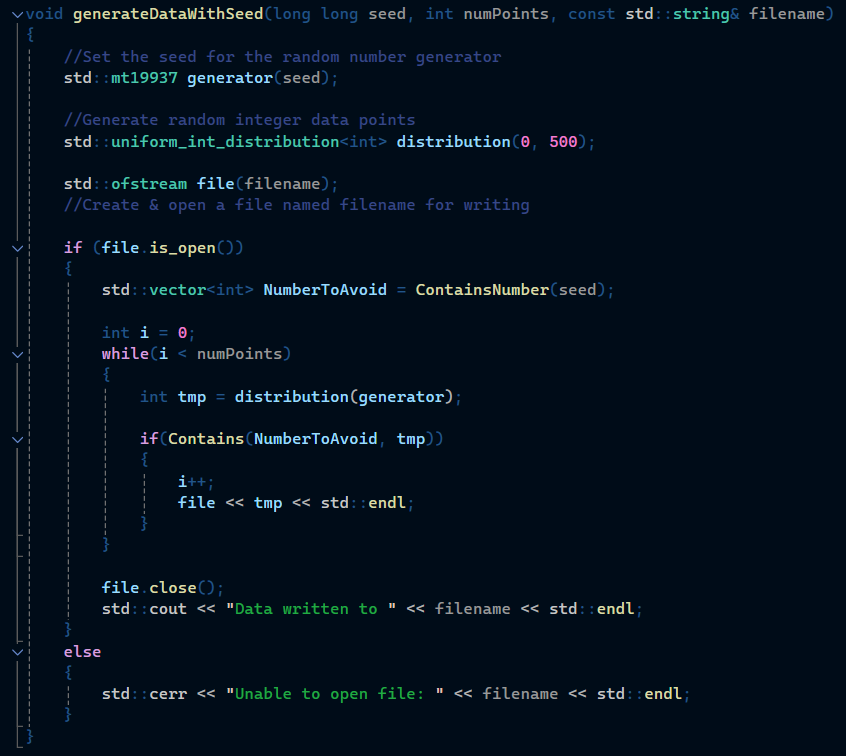 void generateDataWithSeed(long long seed, int numPoints, const std::string& filename)
{
//Set the seed for the random number generator
std::mt19937 generator(seed);
//Generate random integer data points
std::uniform_int_distribution<int> distribution(0, 500);
std::ofstream file(filename);
//Create & open a file named filename for writing
if (file.is_open())
{
std::vector<int> NumberToAvoid = ContainsNumber(seed);
int i = 0;
while(i < numPoints)
{
int tmp = distribution(generator);
if(Contains(NumberToAvoid, tmp))
{
i++;
file << tmp << std::endl;
}
}
file.close();
std::cout << "Data written to " << filename << std::endl;
}
else
{
std::cerr << "Unable to open file: " << filename << std::endl;
}
}